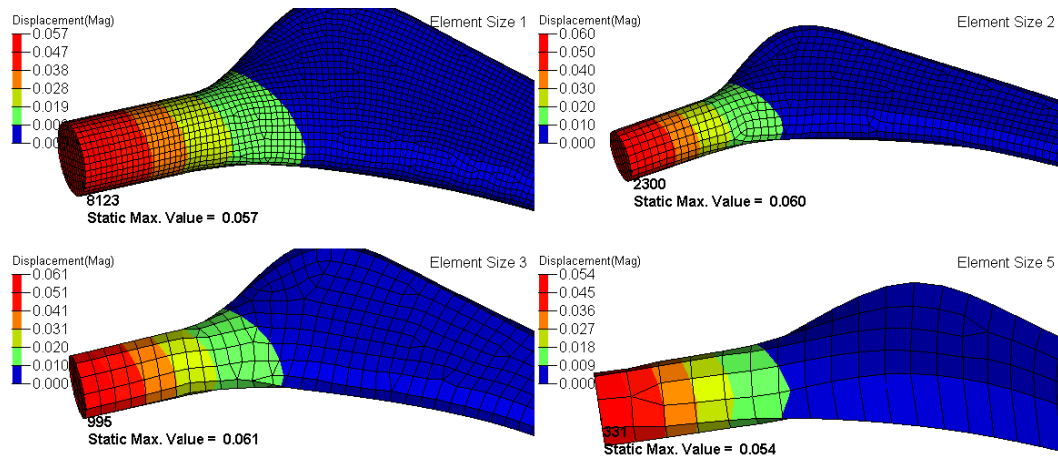 Displacement(Mag)
Element Size 1
0.057
0.047
0.038
0.028
0.019
0.00
0.00
8123
Static Max. Value = 0.057
Displacement(Mag)
Element Size 2
0.060
0.050
0.040
0.030
0.020
0.010
0.000
2300
Static Max. Value = 0.060
Displacement(Mag)
Element Size 3
0.061
0.051
0.041
0.031
0.020
0.010
0.000
995
Static Max. Value = 0.061
Displacement(Mag)
Element Size 5
0.054
0.045
0.036
0.027
0.018
0.009
0.000
331
Static Max. Value = 0.054